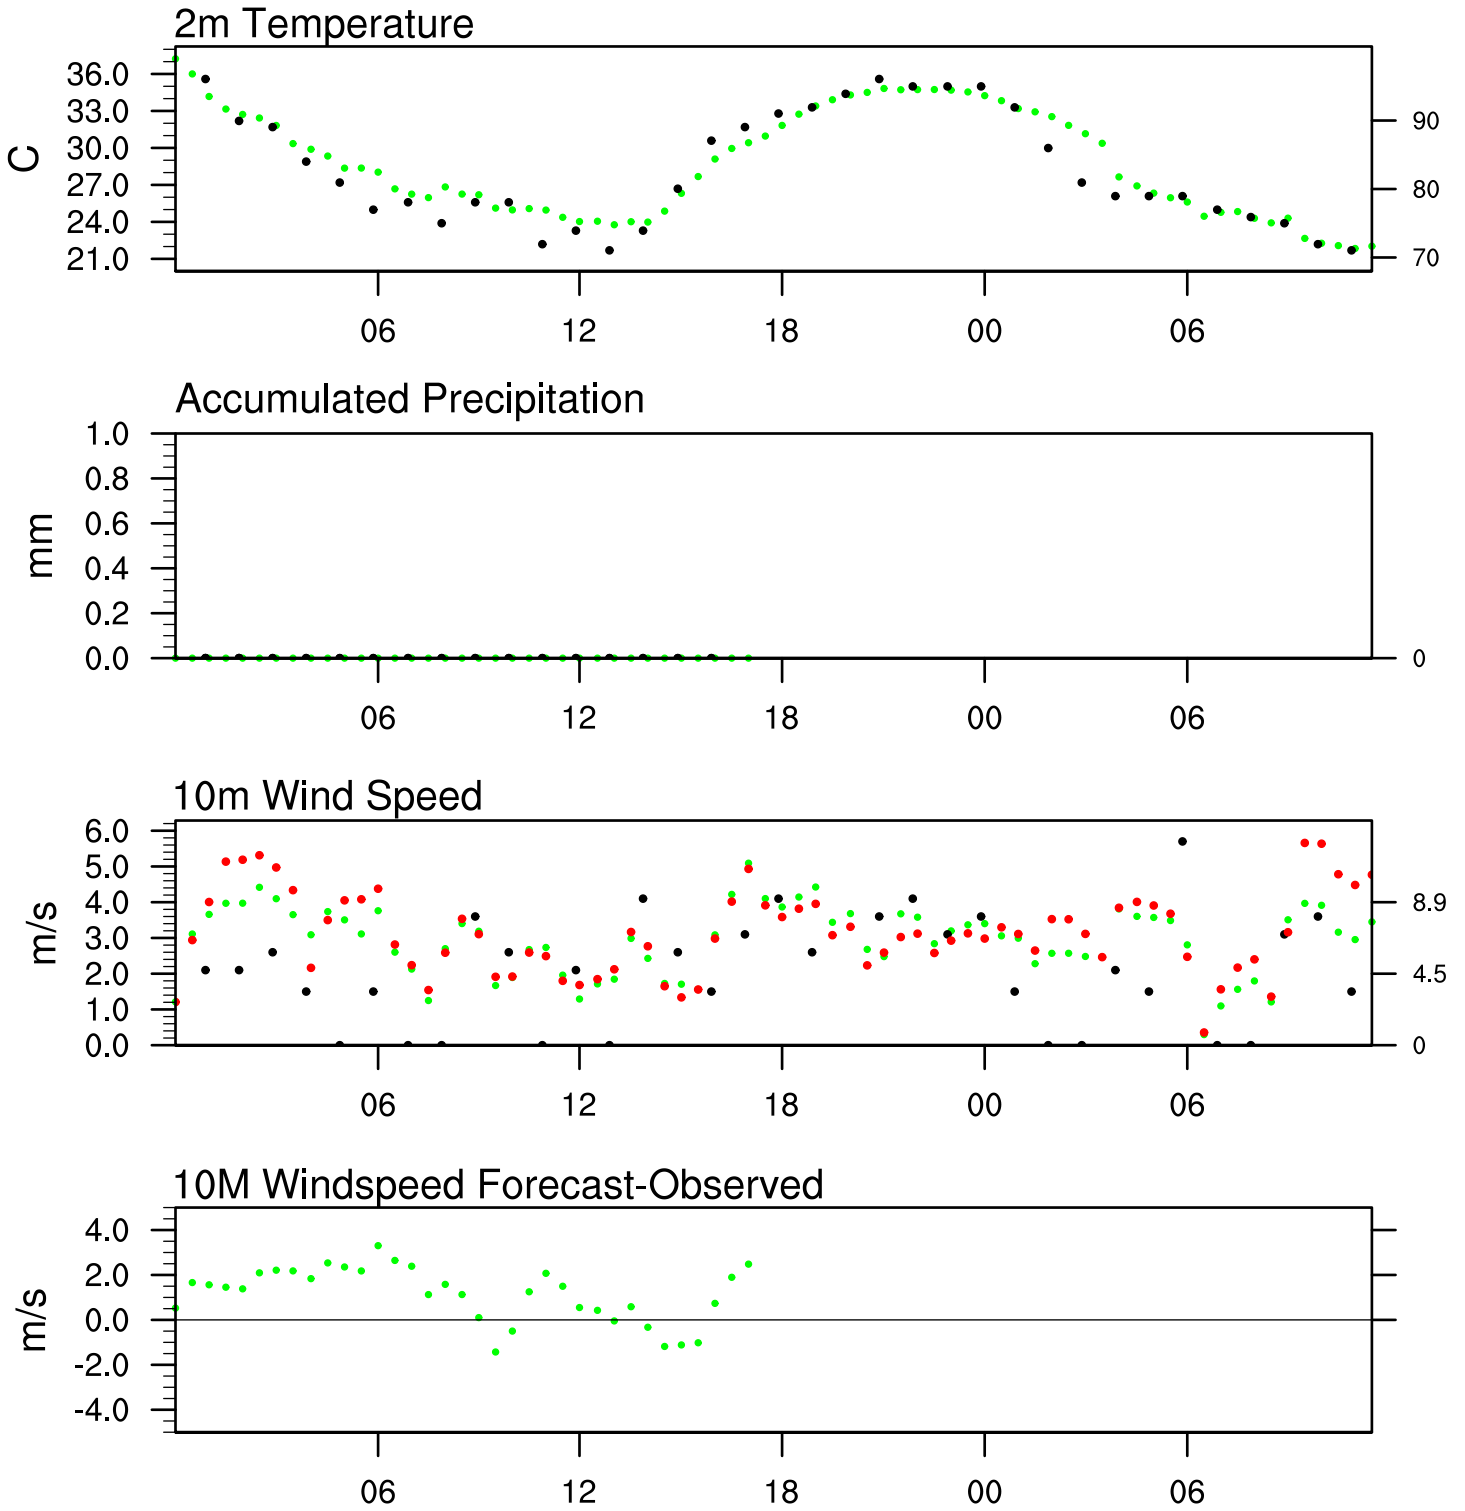 2m Temperature
36.0
33.0
30.0
27.0
24.0
21.0
C
90
80
70
06 12 18 00 06
Accumulated Precipitation
1.0
0.8
0.6
0.4
0.2
0.0
mm
0
06 12 18 00 06
10m Wind Speed
6.0
5.0
4.0
3.0
2.0
1.0
0.0
m/s
8.9
4.5
0
06 12 18 00 06
10M Windspeed Forecast-Observed
4.0
2.0
0.0
-2.0
-4.0
m/s
06 12 18 00 06